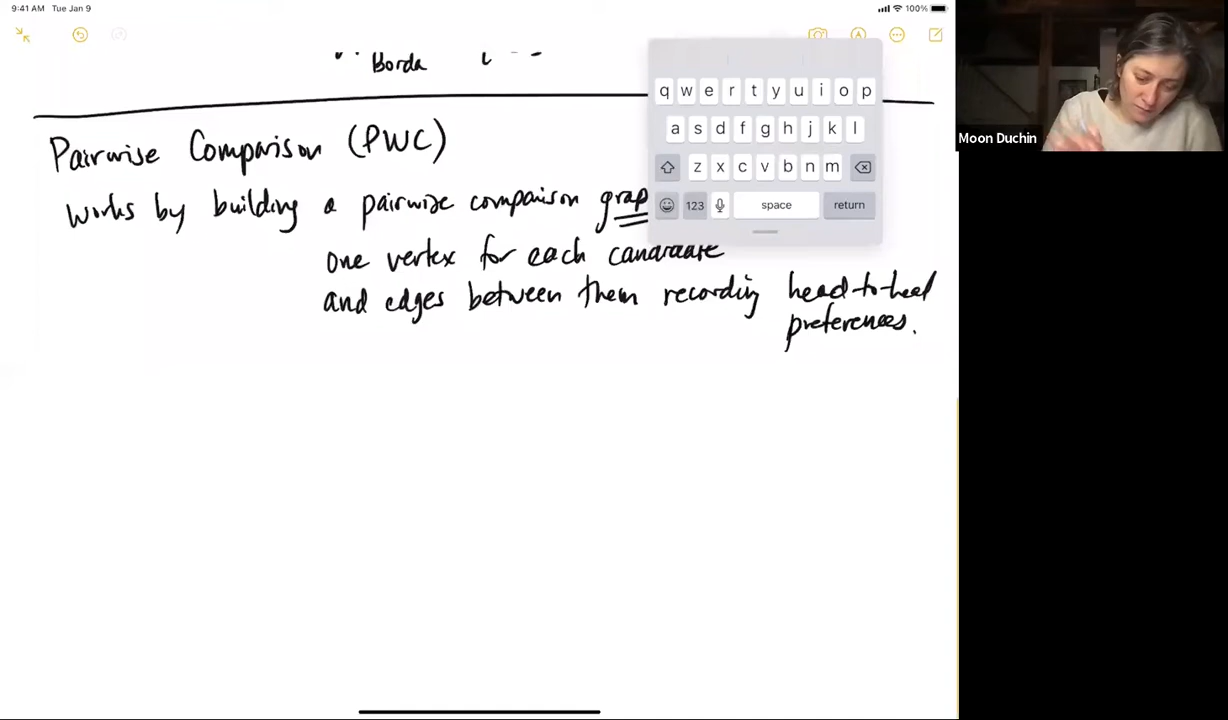 9:41 AM Tue Jan 9
100%
Borda
Pairwise Comparison (PWC)
works by building a pairwise comparison grap
one vertex for each candidate
and edges between them recording head-to-head
preferences.
q w e r t y u i o p
a s d f g h j k l
z x c v b n m
123 space return
Moon Duchin